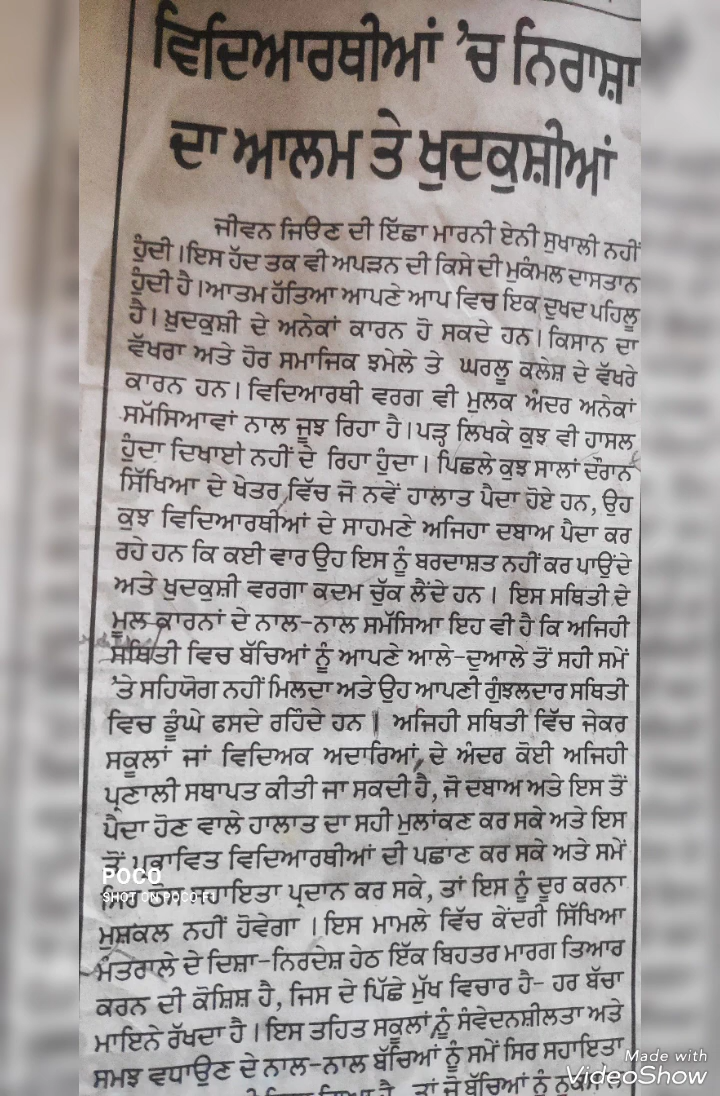 ਵਿਦਿਆਰਥੀਆਂ 'ਚ ਨਿਰਾਸ਼ਾ
ਦਾ ਆਲਮ ਤੇ ਖੁਦਕੁਸ਼ੀਆਂ
ਜੀਵਨ ਜਿਉਣ ਦੀ ਇੱਛਾ ਮਾਰਨੀ ਏਨੀ ਸੁਖਾਲੀ ਨਹੀਂ
ਹੁੰਦੀ।ਇਸ ਹੱਦ ਤਕ ਵੀ ਅਪੜਨ ਦੀ ਕਿਸੇ ਦੀ ਮੁਕੰਮਲ ਦਾਸਤਾਨ
ਹੁੰਦੀ ਹੈ।ਆਤਮ ਹੱਤਿਆ ਆਪਣੇ ਆਪ ਵਿਚ ਇਕ ਦੁਖਦ ਪਹਿਲੂ
ਹੈ। ਖ਼ੁਦਕੁਸ਼ੀ ਦੇ ਅਨੇਕਾਂ ਕਾਰਨ ਹੋ ਸਕਦੇ ਹਨ। ਕਿਸਾਨ ਦਾ
ਵੱਖਰਾ ਅਤੇ ਹੋਰ ਸਮਾਜਿਕ ਝਮੇਲੇ ਤੇ ਘਰਲੂ ਕਲੇਸ਼ ਦੇ ਵੱਖਰੇ
ਕਾਰਨ ਹਨ। ਵਿਦਿਆਰਥੀ ਵਰਗ ਵੀ ਮੁਲਕ ਅੰਦਰ ਅਨੇਕਾਂ
ਸਮੱਸਿਆਵਾਂ ਨਾਲ ਜੂਝ ਰਿਹਾ ਹੈ।ਪੜ੍ਹ ਲਿਖਕੇ ਕੁਝ ਵੀ ਹਾਸਲ
ਹੁੰਦਾ ਦਿਖਾਈ ਨਹੀਂ ਦੇ ਰਿਹਾ ਹੁੰਦਾ। ਪਿਛਲੇ ਕੁਝ ਸਾਲਾਂ ਦੌਰਾਨ
ਸਿੱਖਿਆ ਦੇ ਖੇਤਰ ਵਿੱਚ ਜੋ ਨਵੇਂ ਹਾਲਾਤ ਪੈਦਾ ਹੋਏ ਹਨ, ਉਹ
ਕੁਝ ਵਿਦਿਆਰਥੀਆਂ ਦੇ ਸਾਹਮਣੇ ਅਜਿਹਾ ਦਬਾਅ ਪੈਦਾ ਕਰ
ਰਹੇ ਹਨ ਕਿ ਕਈ ਵਾਰ ਉਹ ਇਸ ਨੂੰ ਬਰਦਾਸ਼ਤ ਨਹੀਂ ਕਰ ਪਾਉਂਦੇ
ਅਤੇ ਖੁਦਕੁਸ਼ੀ ਵਰਗਾ ਕਦਮ ਚੁੱਕ ਲੈਂਦੇ ਹਨ। ਇਸ ਸਥਿਤੀ ਦੇ
ਮੂਲ ਕਾਰਨਾਂ ਦੇ ਨਾਲ-ਨਾਲ ਸਮੱਸਿਆ ਇਹ ਵੀ ਹੈ ਕਿ ਅਜਿਹੀ
ਸਥਿਤੀ ਵਿਚ ਬੱਚਿਆਂ ਨੂੰ ਆਪਣੇ ਆਲੇ-ਦੁਆਲੇ ਤੋਂ ਸਹੀ ਸਮੇਂ
'ਤੇ ਸਹਿਯੋਗ ਨਹੀਂ ਮਿਲਦਾ ਅਤੇ ਉਹ ਆਪਣੀ ਗੁੰਝਲਦਾਰ ਸਥਿਤੀ
ਵਿਚ ਡੂੰਘੇ ਫਸਦੇ ਰਹਿੰਦੇ ਹਨ। ਅਜਿਹੀ ਸਥਿਤੀ ਵਿੱਚ ਜੇਕਰ
ਸਕੂਲਾਂ ਜਾਂ ਵਿਦਿਅਕ ਅਦਾਰਿਆਂ ਦੇ ਅੰਦਰ ਕੋਈ ਅਜਿਹੀ
ਪ੍ਰਣਾਲੀ ਸਥਾਪਤ ਕੀਤੀ ਜਾ ਸਕਦੀ ਹੈ, ਜੋ ਦਬਾਅ ਅਤੇ ਇਸ ਤੋਂ
ਪੈਦਾ ਹੋਣ ਵਾਲੇ ਹਾਲਾਤ ਦਾ ਸਹੀ ਮੁਲਾਂਕਣ ਕਰ ਸਕੇ ਅਤੇ ਇਸ
ਤੋਂ ਵਿਦਿਆਰਥੀਆਂ ਦੀ ਪਛਾਣ ਕਰ ਸਕੇ ਅਤੇ ਸਮੇਂ
POCO
SHOT ON POCO F1
ਪ੍ਰਦਾਨ ਕਰ ਸਕੇ, ਤਾਂ ਇਸ ਨੂੰ ਦੂਰ ਕਰਨਾ
ਮੁਸ਼ਕਲ ਨਹੀਂ ਹੋਵੇਗਾ। ਇਸ ਮਾਮਲੇ ਵਿੱਚ ਕੇਂਦਰੀ ਸਿੱਖਿਆ
ਮੰਤਰਾਲੇ ਦੇ ਦਿਸ਼ਾ-ਨਿਰਦੇਸ਼ ਹੇਠ ਇੱਕ ਬਿਹਤਰ ਮਾਰਗ ਤਿਆਰ
ਕਰਨ ਦੀ ਕੋਸ਼ਿਸ਼ ਹੈ, ਜਿਸ ਦੇ ਪਿੱਛੇ ਮੁੱਖ ਵਿਚਾਰ ਹੈ- ਹਰ ਬੱਚਾ
ਮਾਇਨੇ ਰੱਖਦਾ ਹੈ। ਇਸ ਤਹਿਤ ਸਕੂਲਾਂ ਨੂੰ ਸੰਵੇਦਨਸ਼ੀਲਤਾ ਅਤੇ
ਸਮਝ ਵਧਾਉਣ ਦੇ ਨਾਲ-ਨਾਲ ਬੱਚਿਆਂ ਨੂੰ ਸਮੇਂ ਸਿਰ ਸਹਾਇਤਾ
ਤਾਂ ਜੋ ਬੱਚਿਆਂ ਨੂੰ
Made with
VideoShow